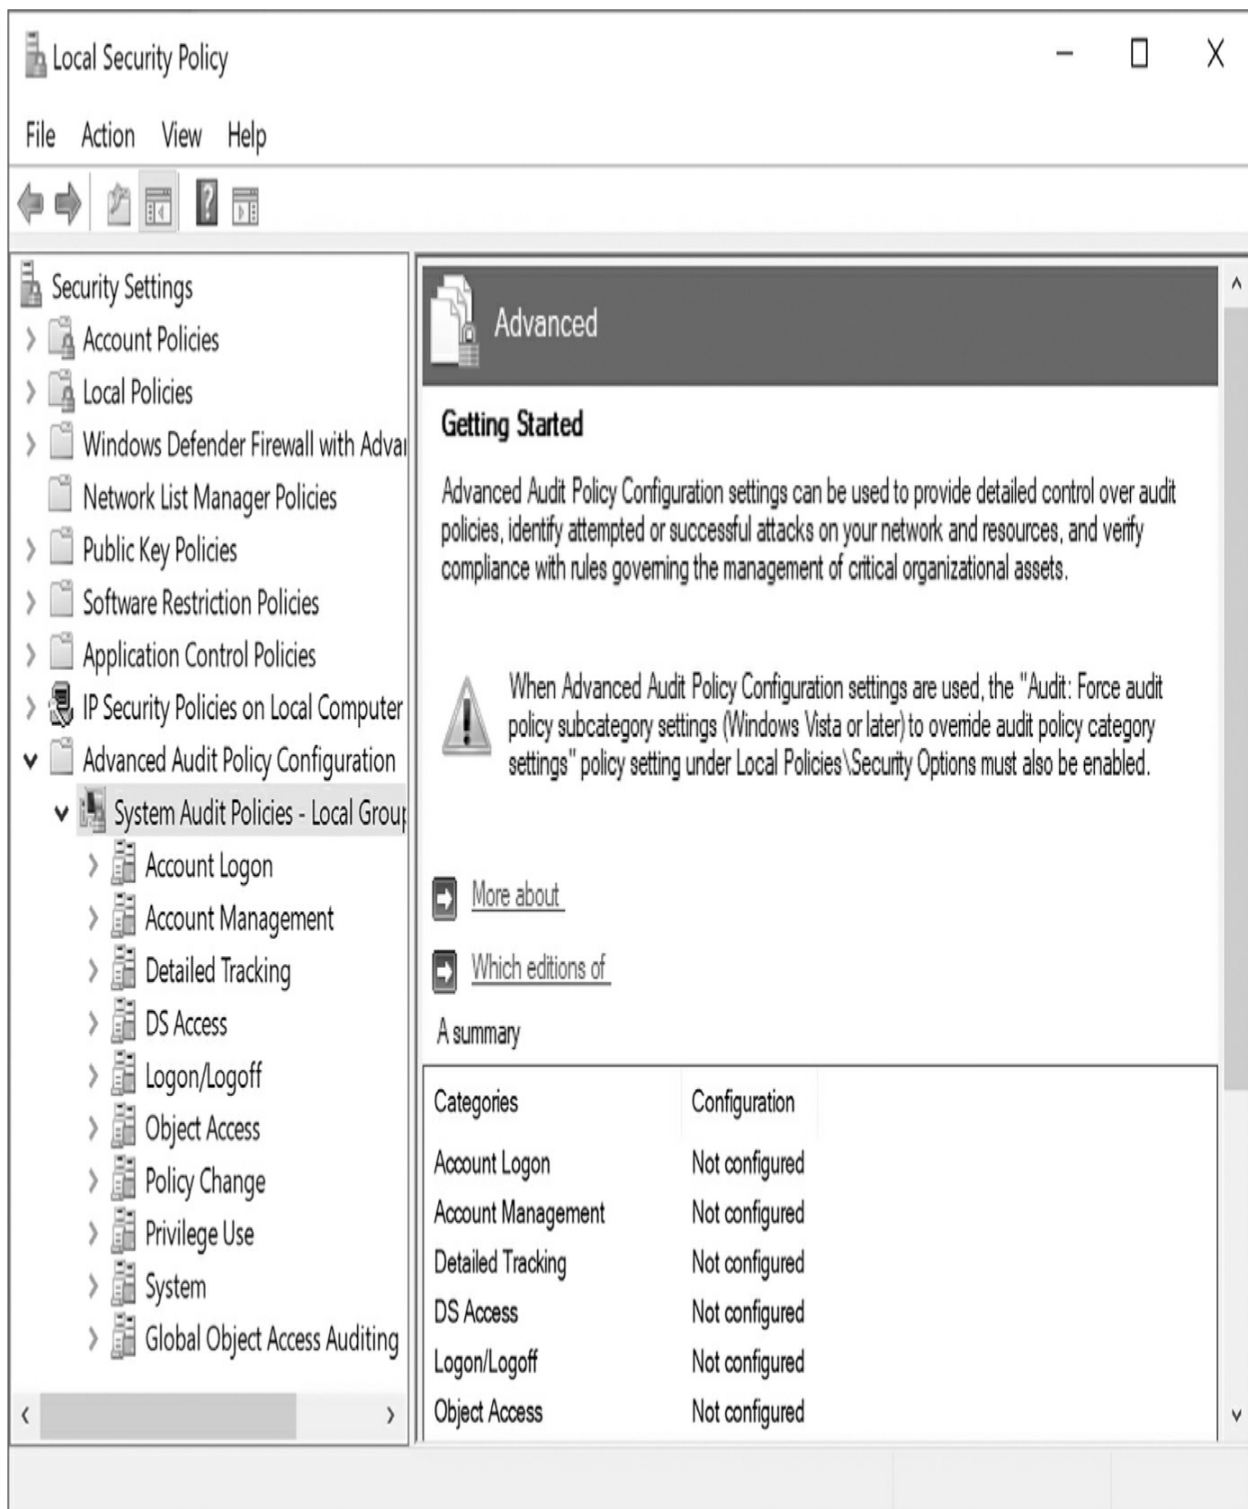 Local Security Policy
File Action View Help
Security Settings
Account Policies
Local Policies
Windows Defender Firewall with Advan
Network List Manager Policies
Public Key Policies
Software Restriction Policies
Application Control Policies
IP Security Policies on Local Computer
Advanced Audit Policy Configuration
System Audit Policies - Local Group
Account Logon
Account Management
Detailed Tracking
DS Access
Logon/Logoff
Object Access
Policy Change
Privilege Use
System
Global Object Access Auditing
Advanced
Getting Started
Advanced Audit Policy Configuration settings can be used to provide detailed control over audit
policies, identify attempted or successful attacks on your network and resources, and verify
compliance with rules governing the management of critical organizational assets.
When Advanced Audit Policy Configuration settings are used, the "Audit: Force audit
policy subcategory settings (Windows Vista or later) to override audit policy category
settings" policy setting under Local Policies\Security Options must also be enabled.
More about
Which editions of
A summary
Categories Configuration
Account Logon Not configured
Account Management Not configured
Detailed Tracking Not configured
DS Access Not configured
Logon/Logoff Not configured
Object Access Not configured